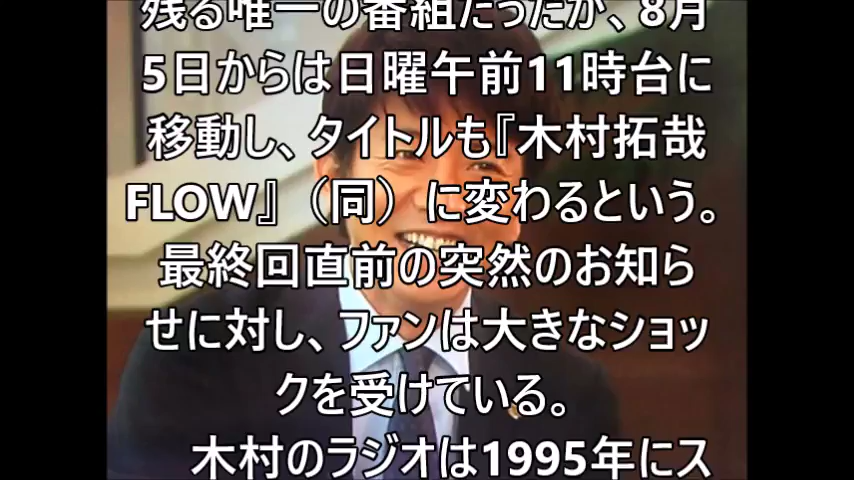 残る唯一の番組だったが、8月
5日からは日曜午前11時台に
移動し、タイトルも『木村拓哉
FLOW』（同）に変わるという。
最終回直前の突然のお知ら
せに対し、ファンは大きなショッ
クを受けている。
木村のラジオは1995年にス